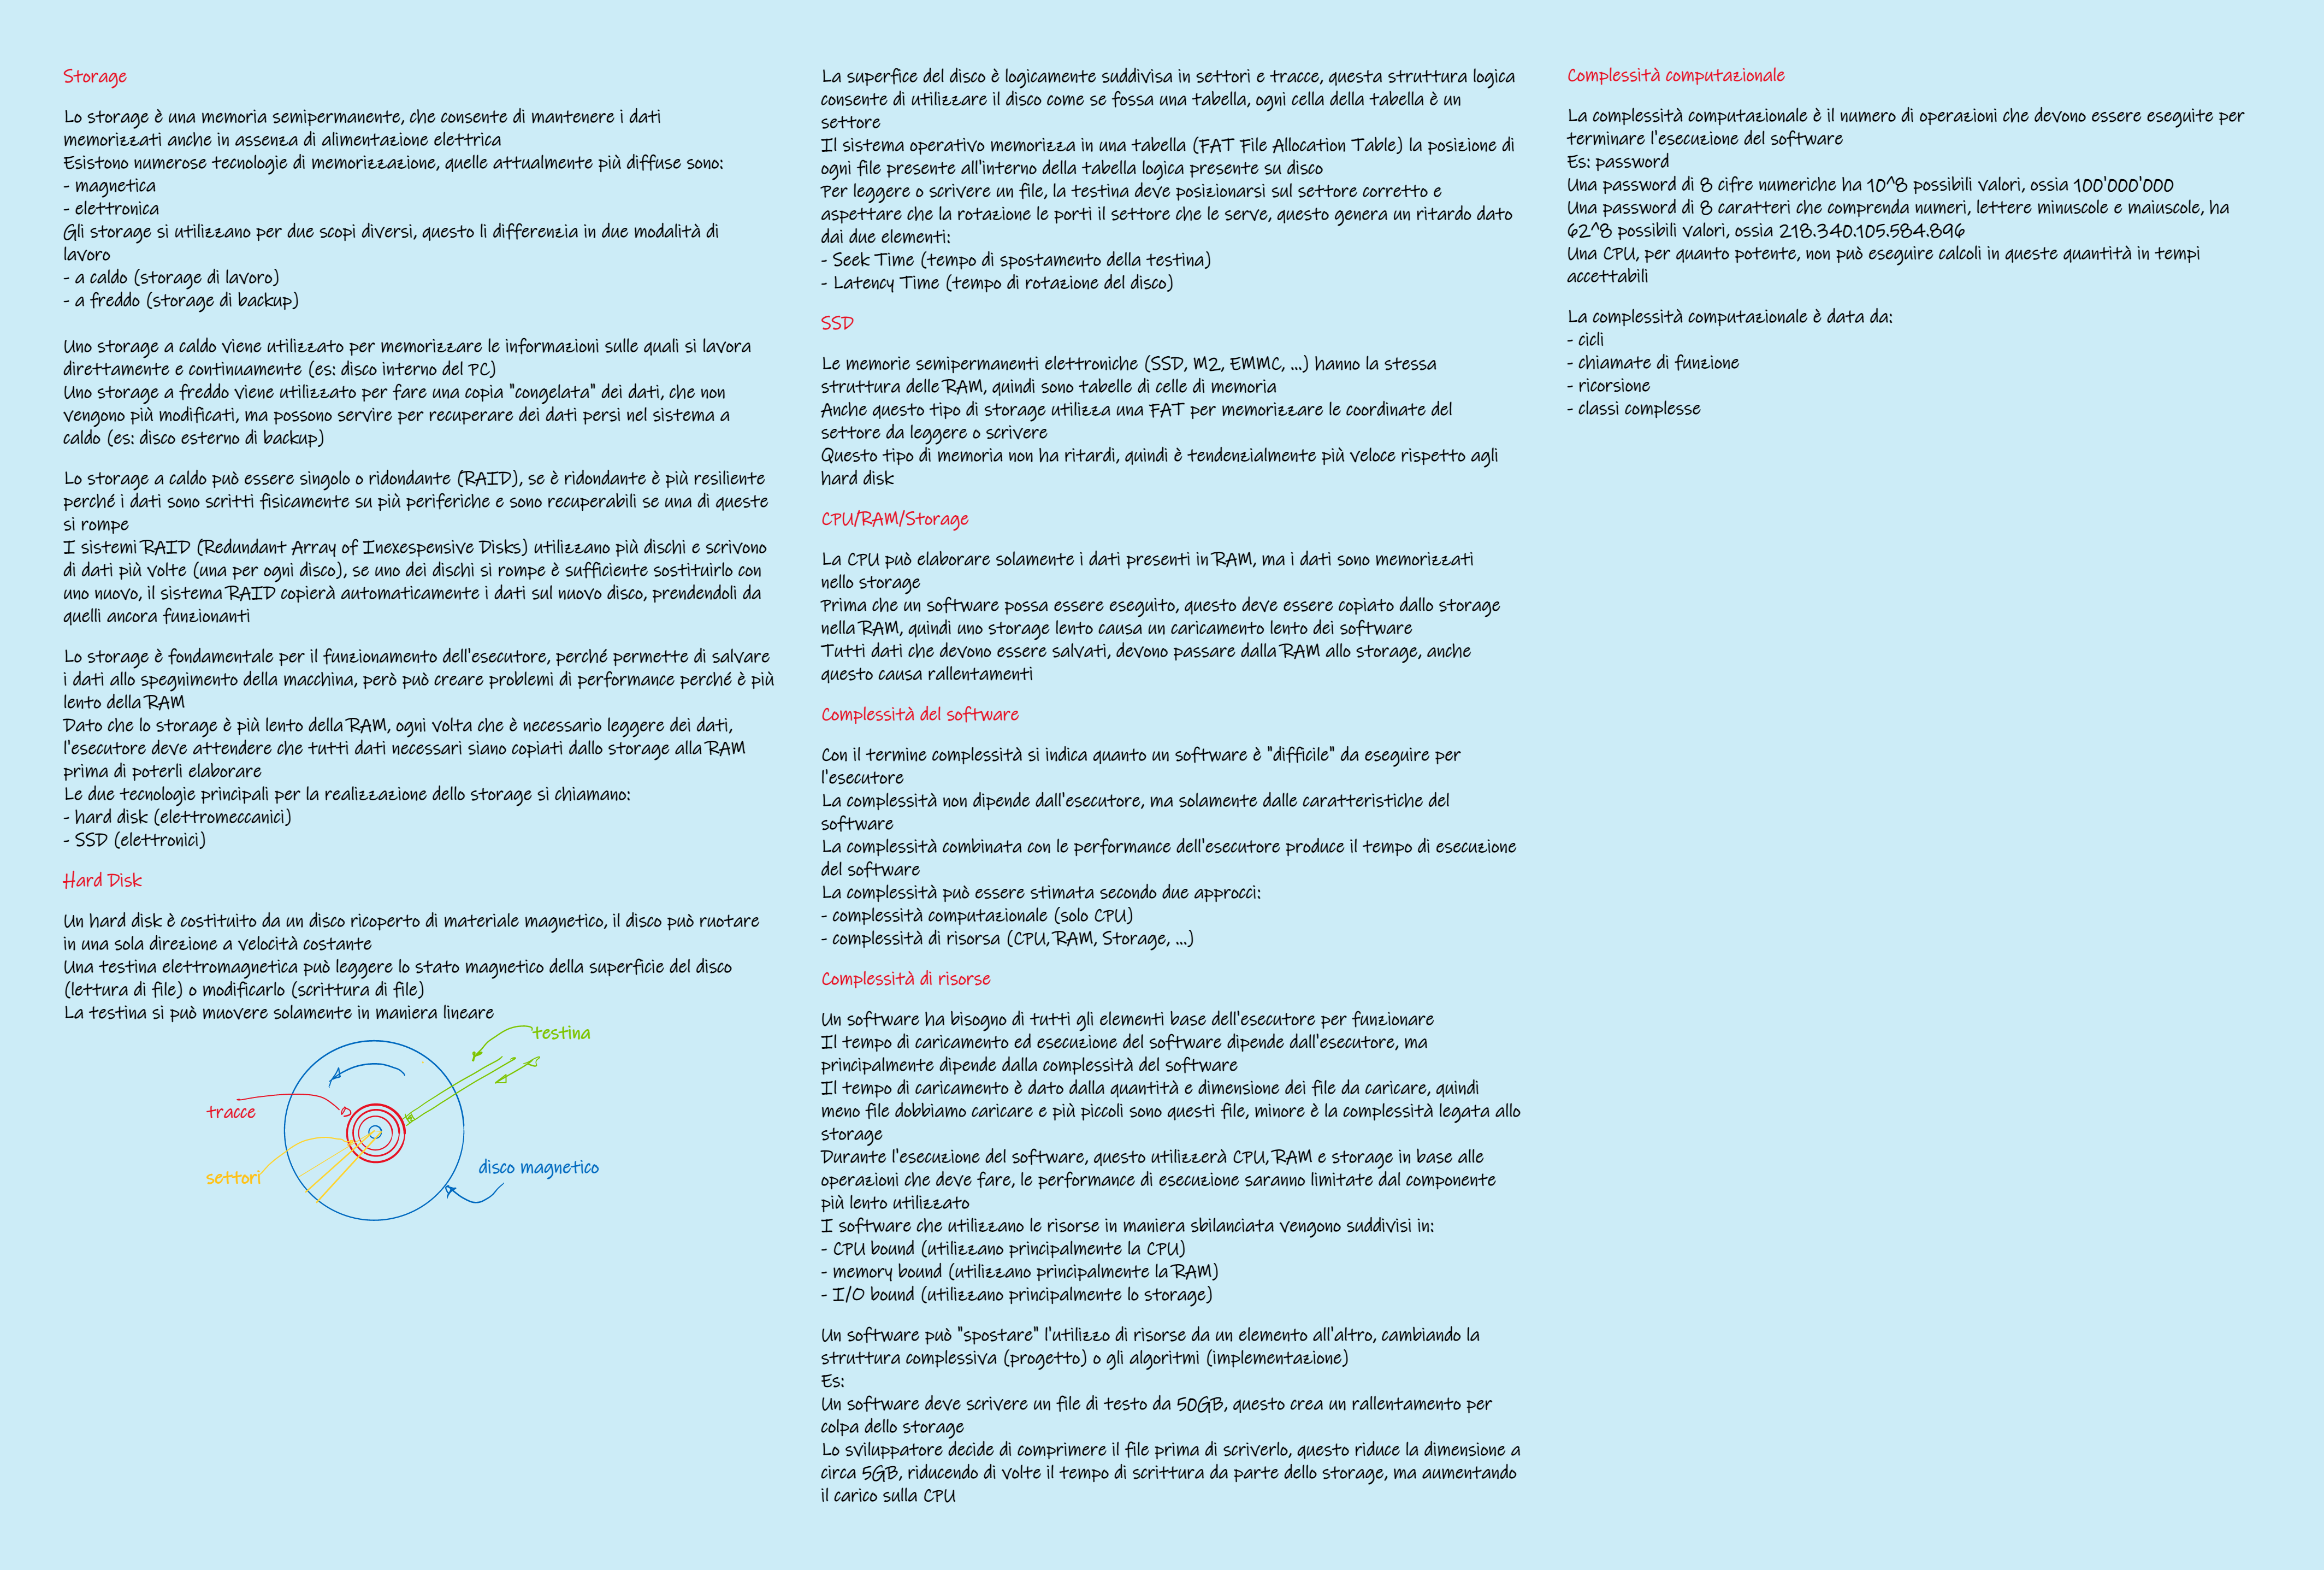 Storage
Lo storage è una memoria semipermanente, che consente di mantenere i dati
memorizzati anche in assenza di alimentazione elettrica
Esistono numerose tecnologie di memorizzazione, quelle attualmente più diffuse sono:
- magnetica
- elettronica
Gli storage si utilizzano per due scopi diversi, questo li differenzia in due modalità di
lavoro
- a caldo (storage di lavoro)
- a freddo (storage di backup)
Uno storage a caldo viene utilizzato per memorizzare le informazioni sulle quali si lavora
direttamente e continuamente (es: disco interno del PC)
Uno storage a freddo viene utilizzato per fare una copia "congelata" dei dati, che non
vengono più modificati, ma possono servire per recuperare dei dati persi nel sistema a
caldo (es: disco esterno di backup)
Lo storage a caldo può essere singolo o ridondante (RAID), se è ridondante è più resiliente
perché i dati sono scritti fisicamente su più periferiche e sono recuperabili se una di queste
si rompe
I sistemi RAID (Redundant Array of Inexespensive Disks) utilizzano più dischi e scrivono
di dati più volte (una per ogni disco), se uno dei dischi si rompe è sufficiente sostituirlo con
uno nuovo, il sistema RAID copierà automaticamente i dati sul nuovo disco, prendendoli da
quelli ancora funzionanti
Lo storage è fondamentale per il funzionamento dell'esecutore, perché permette di salvare
i dati allo spegnimento della macchina, però può creare problemi di performance perché è più
lento della RAM
Dato che lo storage è più lento della RAM, ogni volta che è necessario leggere dei dati,
l'esecutore deve attendere che tutti dati necessari siano copiati dallo storage alla RAM
prima di poterli elaborare
Le due tecnologie principali per la realizzazione dello storage si chiamano:
- hard disk (elettromeccanici)
- SSD (elettronici)
Hard Disk
Un hard disk è costituito da un disco ricoperto di materiale magnetico, il disco può ruotare
in una sola direzione a velocità costante
Una testina elettromagnetica può leggere lo stato magnetico della superficie del disco
(lettura di file) o modificarlo (scrittura di file)
La testina si può muovere solamente in maniera lineare
testina
tracce
disco magnetico
settori
La superfice del disco è logicamente suddivisa in settori e tracce, questa struttura logica
consente di utilizzare il disco come se fossa una tabella, ogni cella della tabella è un
settore
Il sistema operativo memorizza in una tabella (FAT File Allocation Table) la posizione di
ogni file presente all'interno della tabella logica presente su disco
Per leggere o scrivere un file, la testina deve posizionarsi sul settore corretto e
aspettare che la rotazione le porti il settore che le serve, questo genera un ritardo dato
dai due elementi:
- Seek Time (tempo di spostamento della testina)
- Latency Time (tempo di rotazione del disco)
SSD
Le memorie semipermanenti elettroniche (SSD, M2, EMMC, ...) hanno la stessa
struttura delle RAM, quindi sono tabelle di celle di memoria
Anche questo tipo di storage utilizza una FAT per memorizzare le coordinate del
settore da leggere o scrivere
Questo tipo di memoria non ha ritardi, quindi è tendenzialmente più veloce rispetto agli
hard disk
CPU/RAM/Storage
La CPU può elaborare solamente i dati presenti in RAM, ma i dati sono memorizzati
nello storage
Prima che un software possa essere eseguito, questo deve essere copiato dallo storage
nella RAM, quindi uno storage lento causa un caricamento lento dei software
Tutti dati che devono essere salvati, devono passare dalla RAM allo storage, anche
questo causa rallentamenti
Complessità del software
Con il termine complessità si indica quanto un software è "difficile" da eseguire per
l'esecutore
La complessità non dipende dall'esecutore, ma solamente dalle caratteristiche del
software
La complessità combinata con le performance dell'esecutore produce il tempo di esecuzione
del software
La complessità può essere stimata secondo due approcci:
- complessità computazionale (solo CPU)
- complessità di risorsa (CPU, RAM, Storage, ...)
Complessità di risorse
Un software ha bisogno di tutti gli elementi base dell'esecutore per funzionare
Il tempo di caricamento ed esecuzione del software dipende dall'esecutore, ma
principalmente dipende dalla complessità del software
Il tempo di caricamento è dato dalla quantità e dimensione dei file da caricare, quindi
meno file dobbiamo caricare e più piccoli sono questi file, minore è la complessità legata allo
storage
Durante l'esecuzione del software, questo utilizzerà CPU, RAM e storage in base alle
operazioni che deve fare, le performance di esecuzione saranno limitate dal componente
più lento utilizzato
I software che utilizzano le risorse in maniera sbilanciata vengono suddivisi in:
- CPU bound (utilizzano principalmente la CPU)
- memory bound (utilizzano principalmente la RAM)
- I/O bound (utilizzano principalmente lo storage)
Un software può "spostare" l'utilizzo di risorse da un elemento all'altro, cambiando la
struttura complessiva (progetto) o gli algoritmi (implementazione)
Es:
Un software deve scrivere un file di testo da 50GB, questo crea un rallentamento per
colpa dello storage
Lo sviluppatore decide di comprimere il file prima di scriverlo, questo riduce la dimensione a
circa 5GB, riducendo di volte il tempo di scrittura da parte dello storage, ma aumentando
il carico sulla CPU
Complessità computazionale
La complessità computazionale è il numero di operazioni che devono essere eseguite per
terminare l'esecuzione del software
Es: password
Una password di 8 cifre numeriche ha 10^8 possibili valori, ossia 100'000'000
Una password di 8 caratteri che comprenda numeri, lettere minuscole e maiuscole, ha
62^8 possibili valori, ossia 218.340.105.584.896
Una CPU, per quanto potente, non può eseguire calcoli in queste quantità in tempi
accettabili
La complessità computazionale è data da:
- cicli
- chiamate di funzione
- ricorsione
- classi complesse